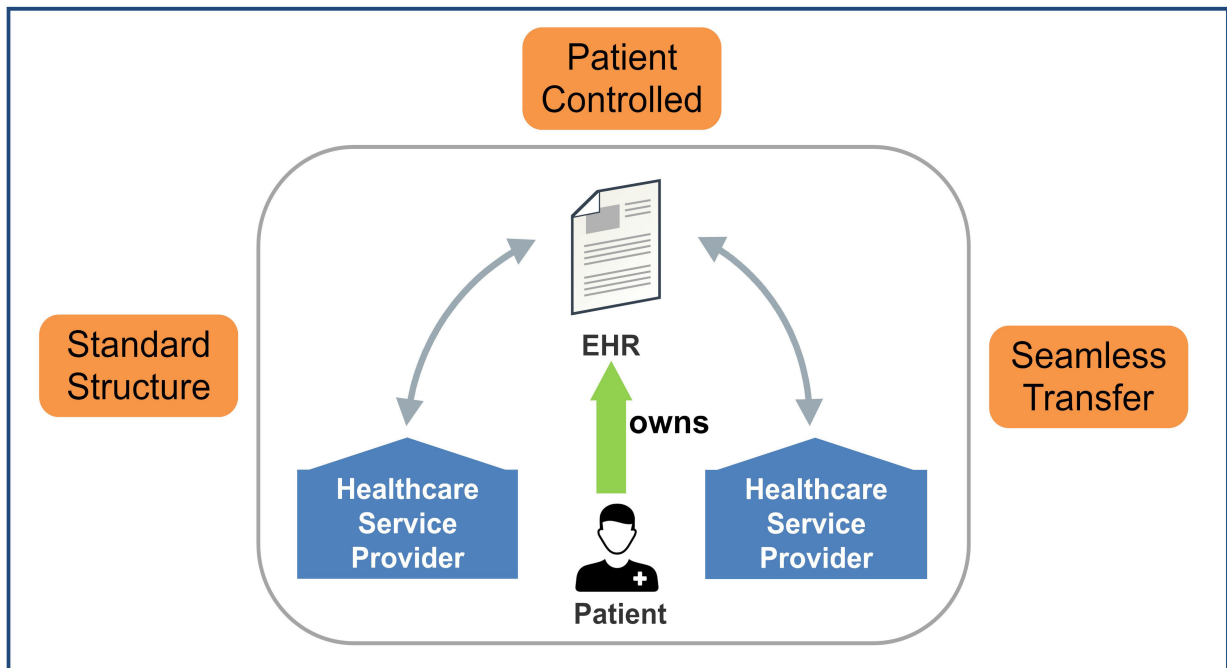 Patient
Controlled
Standard
Structure
EHR
Seamless
Transfer
owns
Healthcare
Service
Provider
Healthcare
Service
Provider
Patient